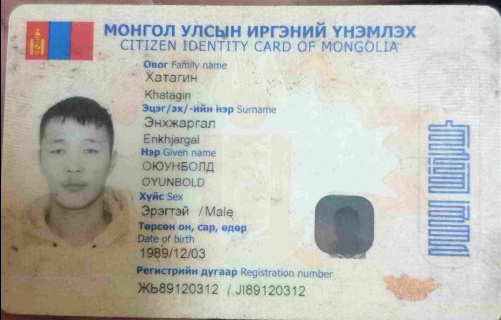 МОНГОЛ УЛСЫН ИРГЭНИЙ ҮНЭМЛЭХ
CITIZEN IDENTITY CARD OF MONGOLIA
Овог Family name
Хатагин
Khatagin
Эцэг/эх/-ийн нэр Surname
Энхжаргал
Enkhjargal
Нэр Given name
ОЮУНБОЛД
OYUNBOLD
Хүйс Sex
Эрэгтэй / Male
Төрсөн он, сар, өдөр
Date of birth
1989/12/03
Регистрийн дугаар Registration number
ЖЬ89120312 / JI89120312